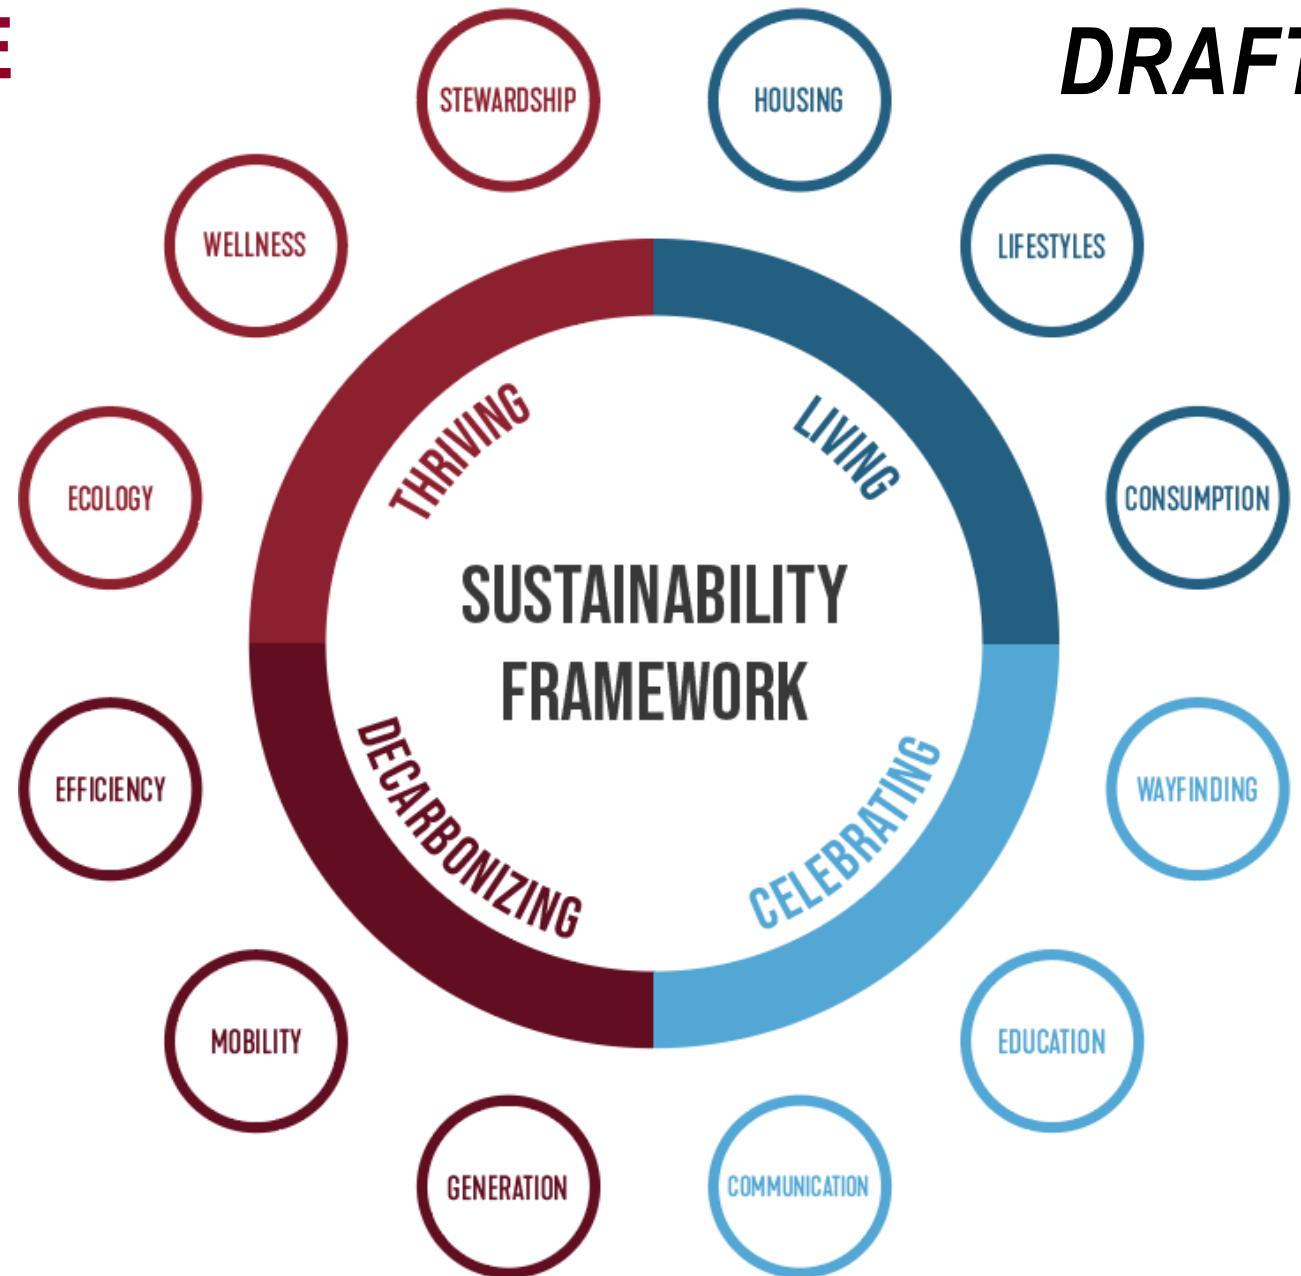 E
DRAFT
STEWARDSHIP
HOUSING
WELLNESS
LIFESTYLES
THRIVING
LIVING
ECOLOGY
CONSUMPTION
SUSTAINABILITY
FRAMEWORK
EFFICIENCY
WAYFINDING
DECARBONIZING
CELEBRATING
MOBILITY
EDUCATION
GENERATION
COMMUNICATION